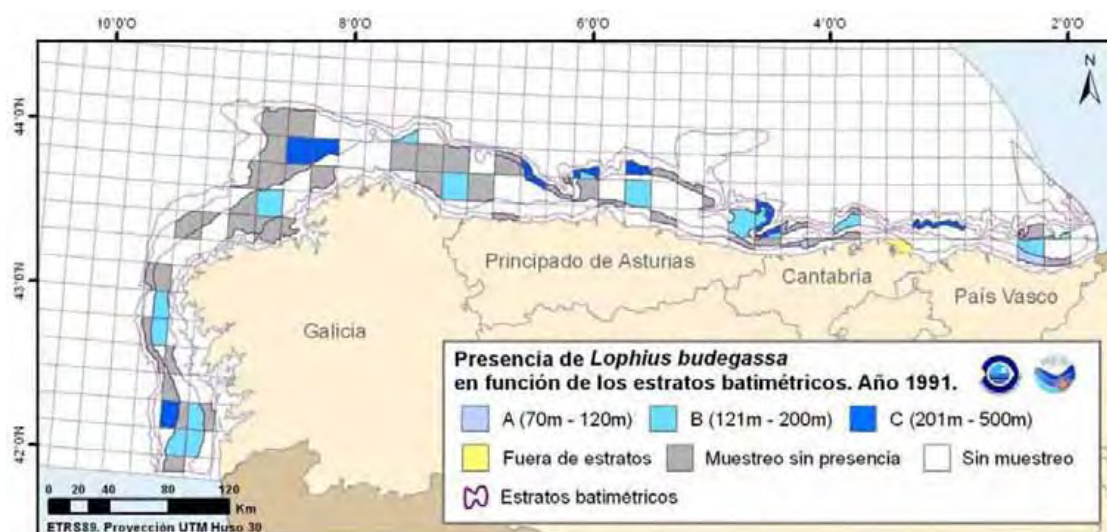 10°0'O 8°0'O 6°0'O 4°0'O 2°0'O
N
44°0'N
43°0'N
42°0'N
Principado de Asturias
Cantabria
País Vasco
Galicia
Presencia de Lophius budegassa
en función de los estratos batimétricos. Año 1991.
A (70m - 120m) B (121m - 200m) C (201m - 500m)
Fuera de estratos Muestreo sin presencia Sin muestreo
Estratos batimétricos
0 20 40 80 120
Km
ETRS89. Proyección UTM Huso 30